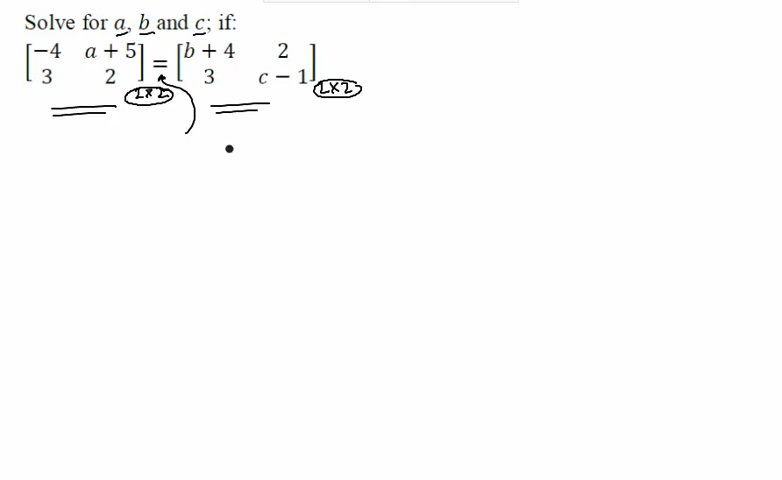 Solve for a, b and c; if:
[−4 a + 5] = [b + 4 2]
[3 2] [3 c − 1]
2×2 2×2